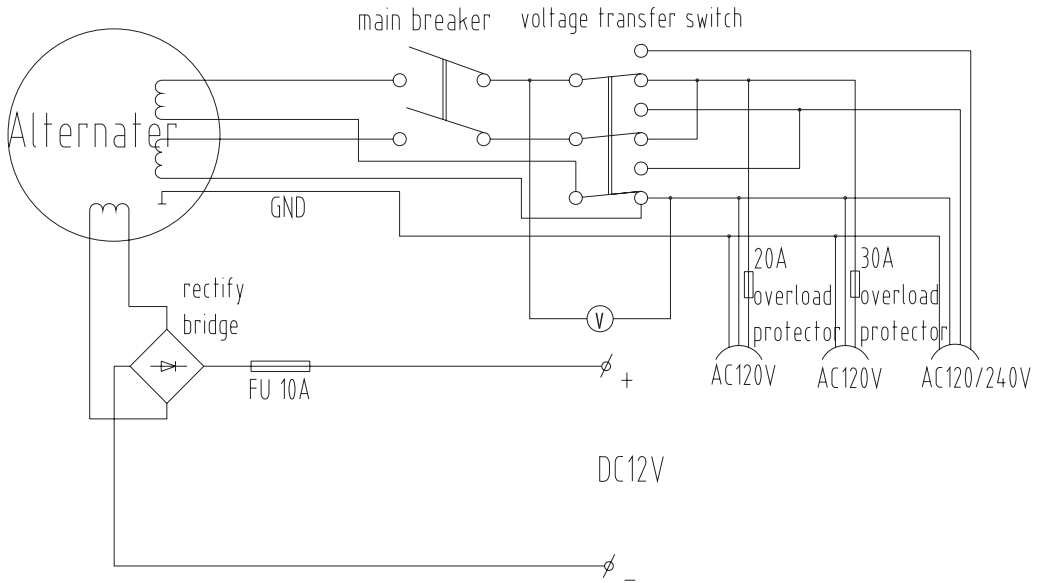 main breaker
voltage transfer switch
Alternater
GND
rectify
bridge
V
20A
overload
protector
30A
overload
protector
FU 10A
+
AC120V
AC120V
AC120/240V
DC12V
-